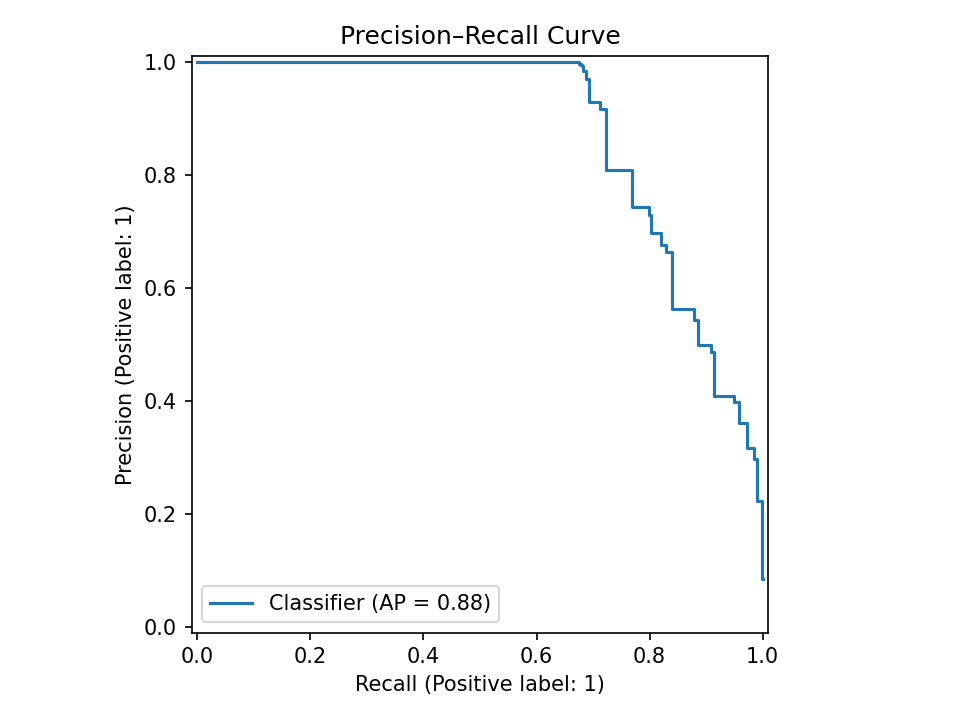 Precision–Recall Curve
1.0
0.8
0.6
0.4
0.2
0.0
Precision (Positive label: 1)
Classifier (AP = 0.88)
0.0 0.2 0.4 0.6 0.8 1.0
Recall (Positive label: 1)